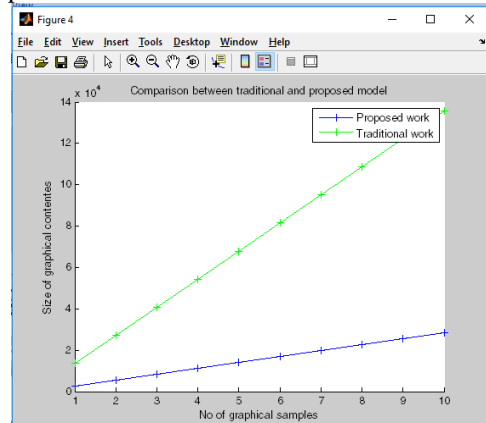 Figure 4
File Edit View Insert Tools Desktop Window Help
x 10^4
Comparison between traditional and proposed model
Proposed work
Traditional work
14
12
10
8
6
4
2
0
Size of graphical contentes
1 2 3 4 5 6 7 8 9 10
No of graphical samples